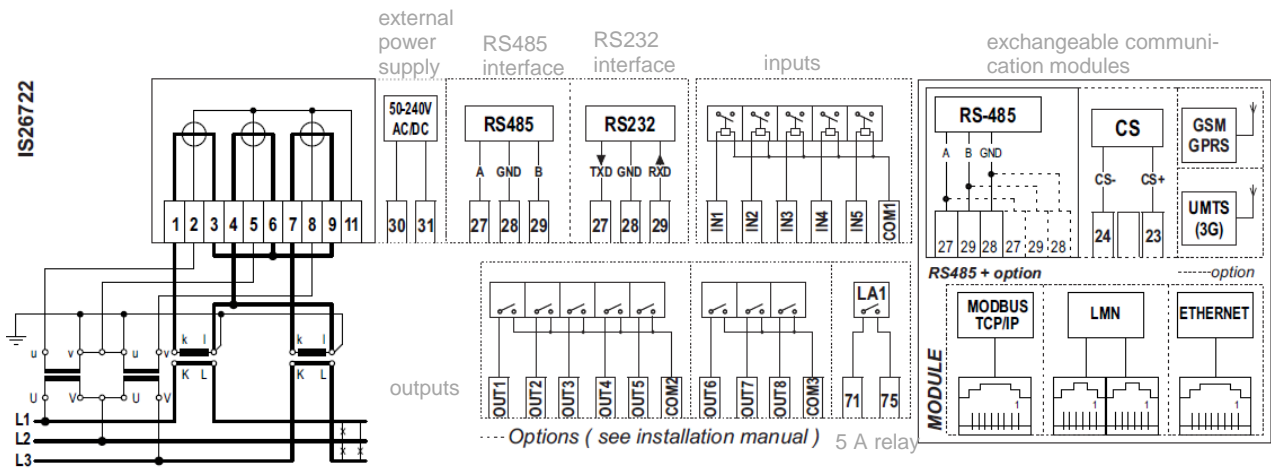 IS26722
1 2 3 4 5 6 7 8 9 11
k l k l
u v u v
K L K L
U V U V
L1
L2
L3
external
power
supply
50-240V
AC/DC
30 31
RS485
interface
RS485
A GND B
27 28 29
RS232
interface
RS232
TXD GND RXD
27 28 29
inputs
IN1 IN2 IN3 IN4 IN5 COM1
outputs
OUT1 OUT2 OUT3 OUT4 OUT5 COM2
OUT6 OUT7 OUT8 COM3
LA1
71 75
---- Options ( see installation manual )
5 A relay
exchangeable communi-
cation modules
RS-485
A B GND
27 29 28 27 29 28
RS485 + option
CS
CS- CS+
24 23
GSM
GPRS
UMTS
(3G)
------option
MODULE
MODBUS
TCP/IP
1
LMN
1 1
ETHERNET
1